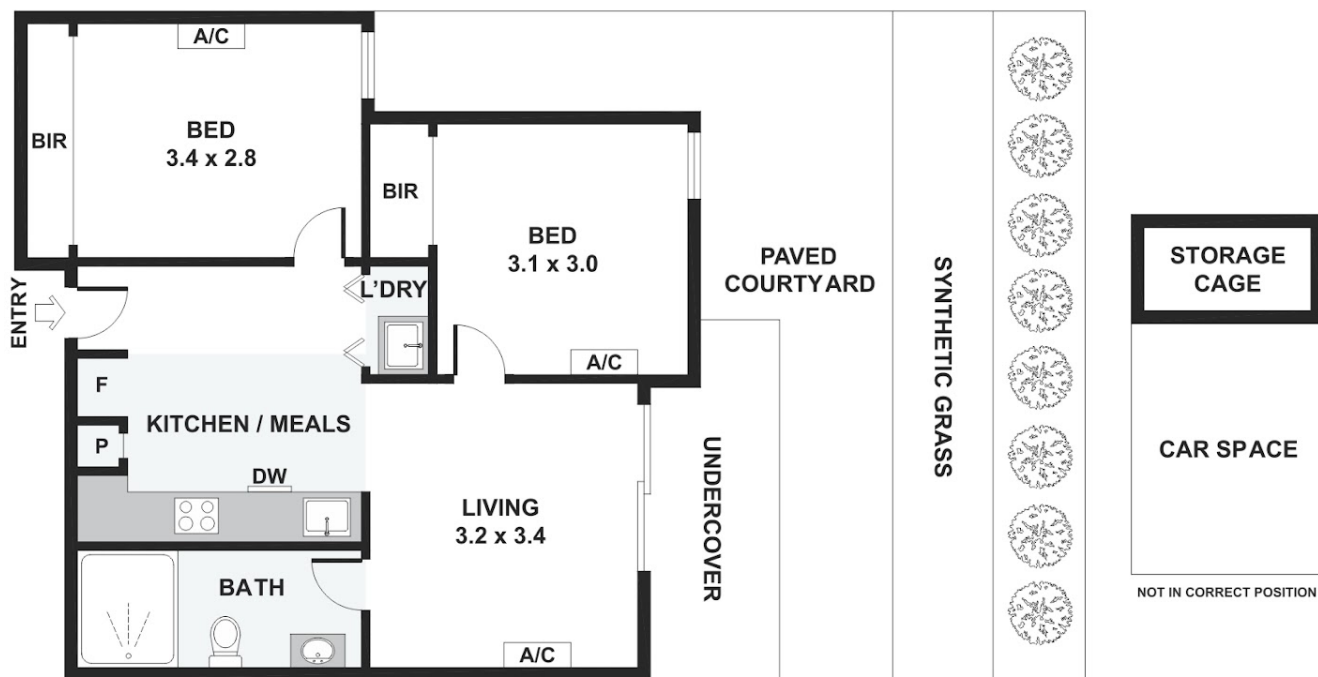 A/C
BIR
BED
3.4 x 2.8
BIR
BED
3.1 x 3.0
A/C
ENTRY
L'DRY
F
P
KITCHEN / MEALS
DW
LIVING
3.2 x 3.4
BATH
A/C
PAVED
COURTYARD
UNDERCOVER
SYNTHETIC GRASS
STORAGE
CAGE
CAR SPACE
NOT IN CORRECT POSITION